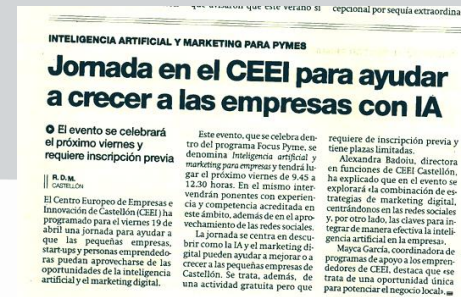 que avisaron que este verano si
cepcional por sequía extraordina
INTELIGENCIA ARTIFICIAL Y MARKETING PARA PYMES
Jornada en el CEEI para ayudar
a crecer a las empresas con IA
El evento se celebrará
el próximo viernes y
requiere inscripción previa
R. D. M.
CASTELLÓN
El Centro Europeo de Empresas e
Innovación de Castellón (CEEI) ha
programado para el viernes 19 de
abril una jornada para ayudar a
que las pequeñas empresas,
start-ups y personas emprendedo-
ras puedan aprovecharse de las
oportunidades de la inteligencia
artificial y el marketing digital.
Este evento, que se celebra den-
tro del programa Focus Pyme, se
denomina Inteligencia artificial y
marketing para empresas y tendrá lu-
gar el próximo viernes de 9.45 a
12.30 horas. En el mismo inter-
vendrán ponentes con experien-
cia y competencia acreditada en
este ámbito, además de en el apro-
vechamiento de las redes sociales.
La jornada se centra en descu-
brir como la IA y el marketing di-
gital pueden ayudar a mejorar o a
crecer a las pequeñas empresas de
Castellón. Se trata, además, de
una actividad gratuita pero que
requiere de inscripción previa y
tiene plazas limitadas.
Alexandra Badoiu, directora
en funciones de CEEI Castellón,
ha explicado que en el evento se
explorará «la combinación de es-
trategias de marketing digital,
centrándonos en las redes sociales
y, por otro lado, las claves para in-
tegrar de manera efectiva la inteli-
gencia artificial en la empresa».
Mayca García, coordinadora de
programas de apoyo a los empren-
dedores de CEEI, destaca que «se
trata de una oportunidad única
para potenciar el negocio local».